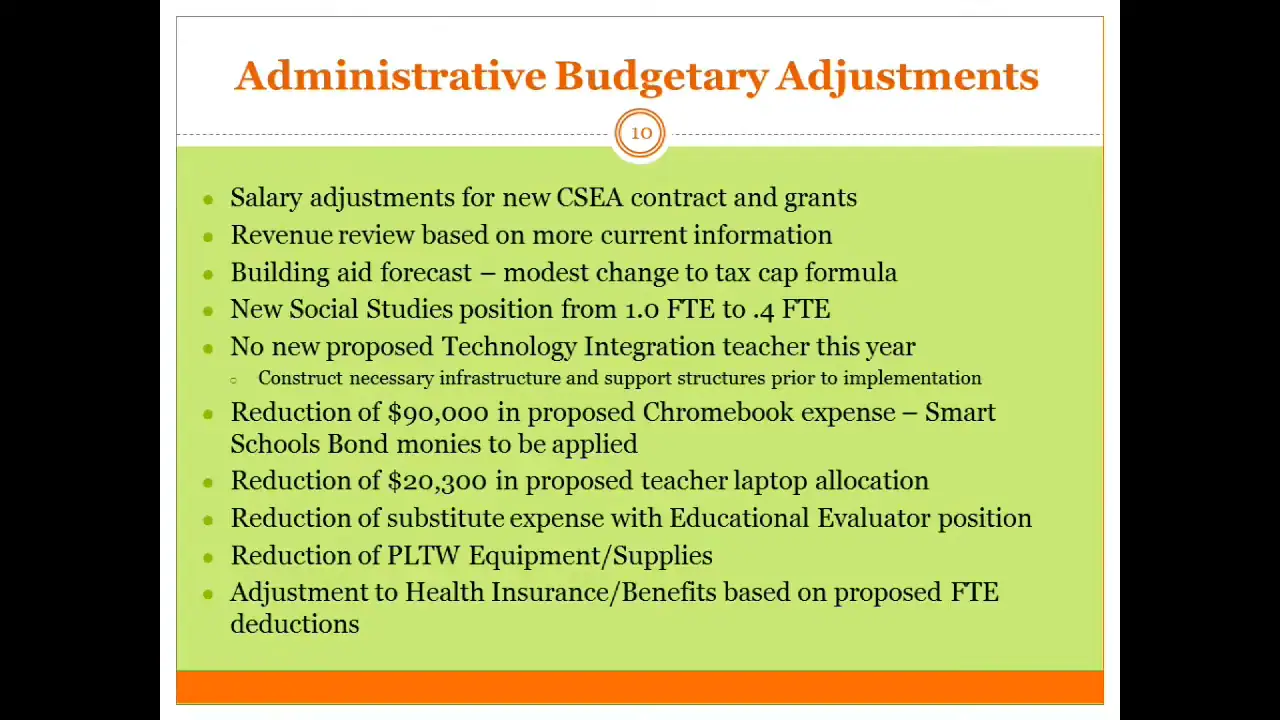 Administrative Budgetary Adjustments
10
Salary adjustments for new CSEA contract and grants
Revenue review based on more current information
Building aid forecast – modest change to tax cap formula
New Social Studies position from 1.0 FTE to .4 FTE
No new proposed Technology Integration teacher this year
Construct necessary infrastructure and support structures prior to implementation
Reduction of $90,000 in proposed Chromebook expense – Smart
Schools Bond monies to be applied
Reduction of $20,300 in proposed teacher laptop allocation
Reduction of substitute expense with Educational Evaluator position
Reduction of PLTW Equipment/Supplies
Adjustment to Health Insurance/Benefits based on proposed FTE
deductions